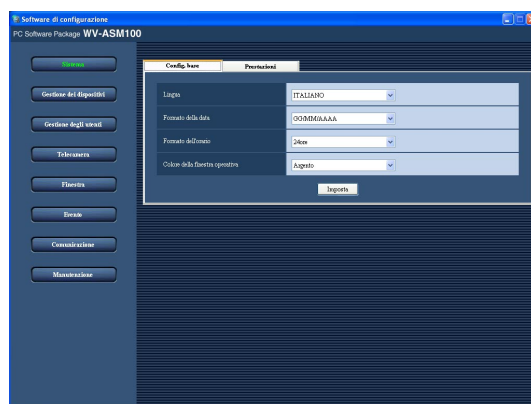 Software di configurazione
PC Software Package WV-ASM100
Sistema
Gestione dei dispositivi
Gestione degli utenti
Telecamera
Finestra
Evento
Comunicazione
Manutenzione
Config. base
Prestazioni
Lingua ITALIANO
Formato della data GG/MM/AAAA
Formato dell'orario 24ore
Colore della finestra operativa Argento
Imposta